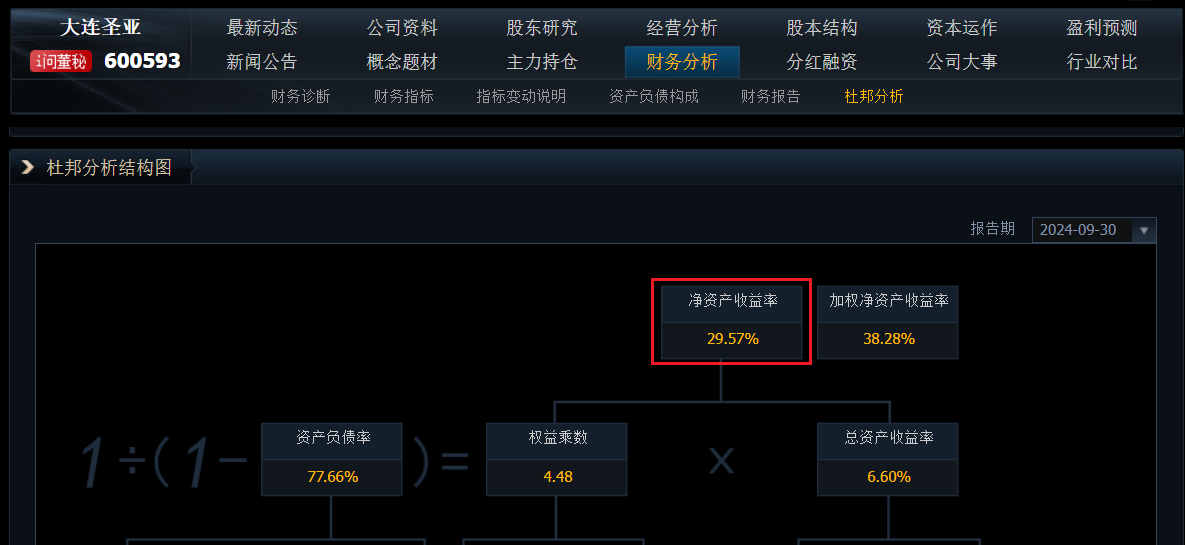 大连圣亚 最新动态 公司资料 股东研究 经营分析 股本结构 资本运作 盈利预测
i问董秘 600593 新闻公告 概念题材 主力持仓 财务分析 分红融资 公司大事 行业对比
财务诊断 财务指标 指标变动说明 资产负债构成 财务报告 杜邦分析
杜邦分析结构图
报告期 2024-09-30
净资产收益率 加权净资产收益率
29.57% 38.28%
资产负债率 权益乘数 总资产收益率
1÷(1− )= x
77.66% 4.48 6.60%